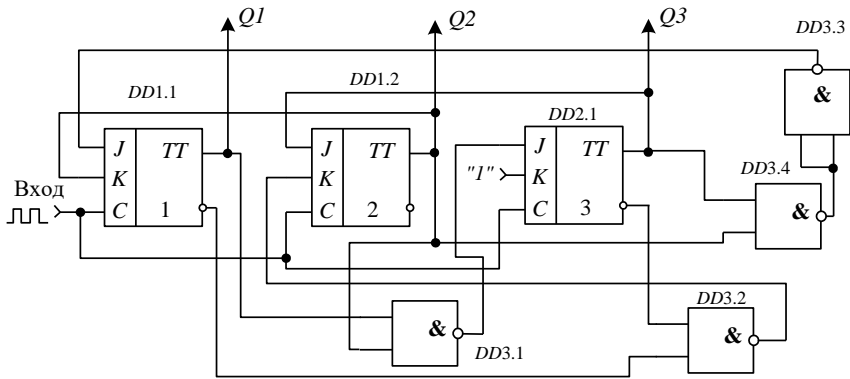 Q1
Q2
Q3
DD3.3
DD1.1
DD1.2
DD2.1
&
J
TT
K
C
1
J
TT
K
C
2
J
TT
"1"
K
C
3
DD3.4
&
Вход
&
DD3.1
DD3.2
&